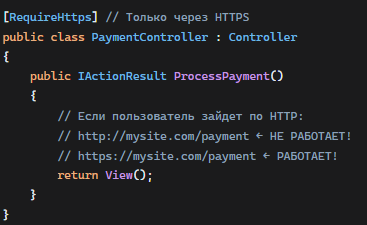 [RequireHttps] // Только через HTTPS
public class PaymentController : Controller
{
    public IActionResult ProcessPayment()
    {
        // Если пользователь зайдет по HTTP:
        // http://mysite.com/payment ← НЕ РАБОТАЕТ!
        // https://mysite.com/payment ← РАБОТАЕТ!
        return View();
    }
}